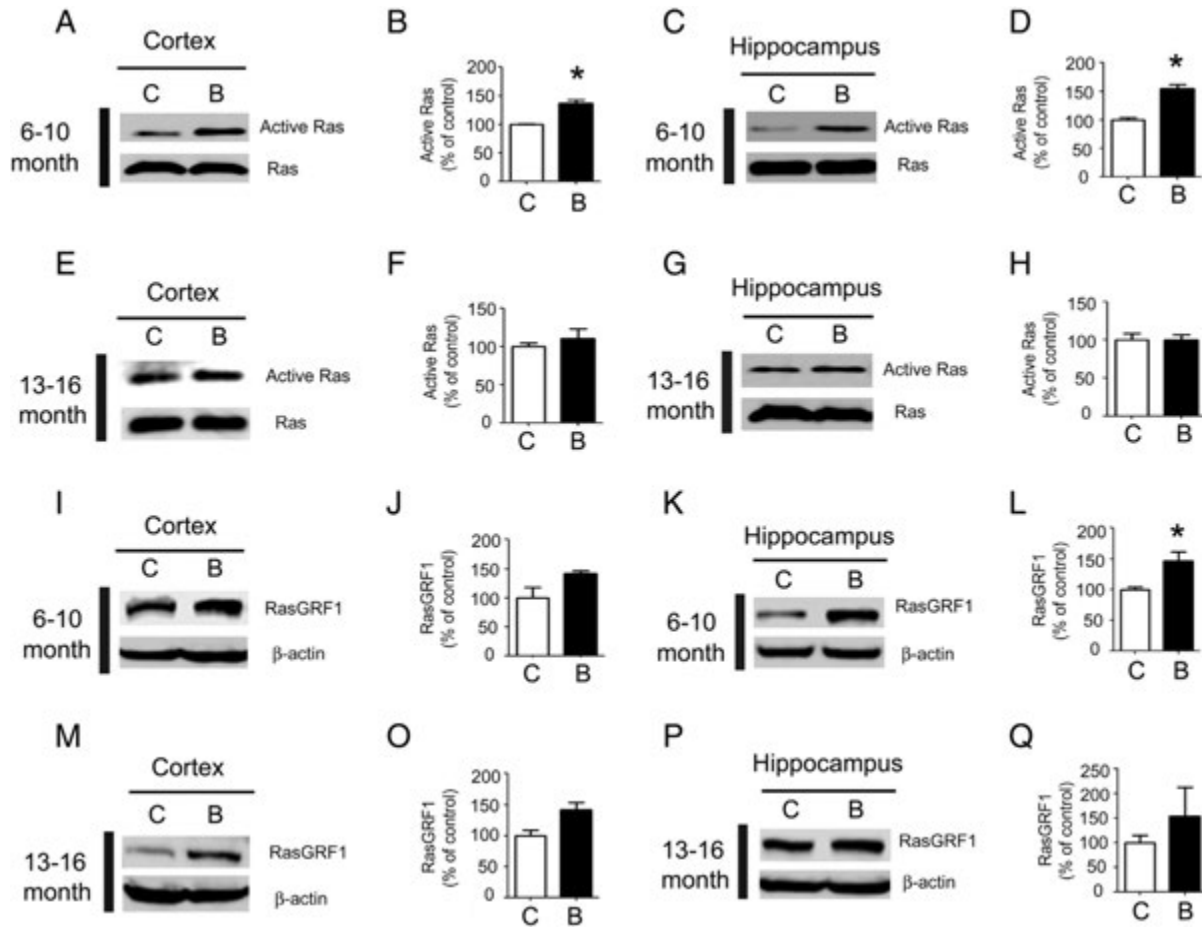 A
Cortex
C B
6-10
month
Active Ras
Ras
B
Active Ras
(% of control)
200
150
100
50
0
*
C B
C
Hippocampus
C B
6-10
month
Active Ras
Ras
D
Active Ras
(% of control)
200
150
100
50
0
*
C B
E
Cortex
C B
13-16
month
Active Ras
Ras
F
Active Ras
(% of control)
150
100
50
0
C B
G
Hippocampus
C B
13-16
month
Active Ras
Ras
H
Active Ras
(% of control)
150
100
50
0
C B
I
Cortex
C B
6-10
month
RasGRF1
β-actin
J
RasGRF1
(% of control)
200
150
100
50
0
C B
K
Hippocampus
C B
6-10
month
RasGRF1
β-actin
L
RasGRF1
(% of control)
200
150
100
50
0
*
C B
M
Cortex
C B
13-16
month
RasGRF1
β-actin
O
RasGRF1
(% of control)
200
150
100
50
0
C B
P
Hippocampus
C B
13-16
month
RasGRF1
β-actin
Q
RasGRF1
(% of control)
250
200
150
100
50
0
C B